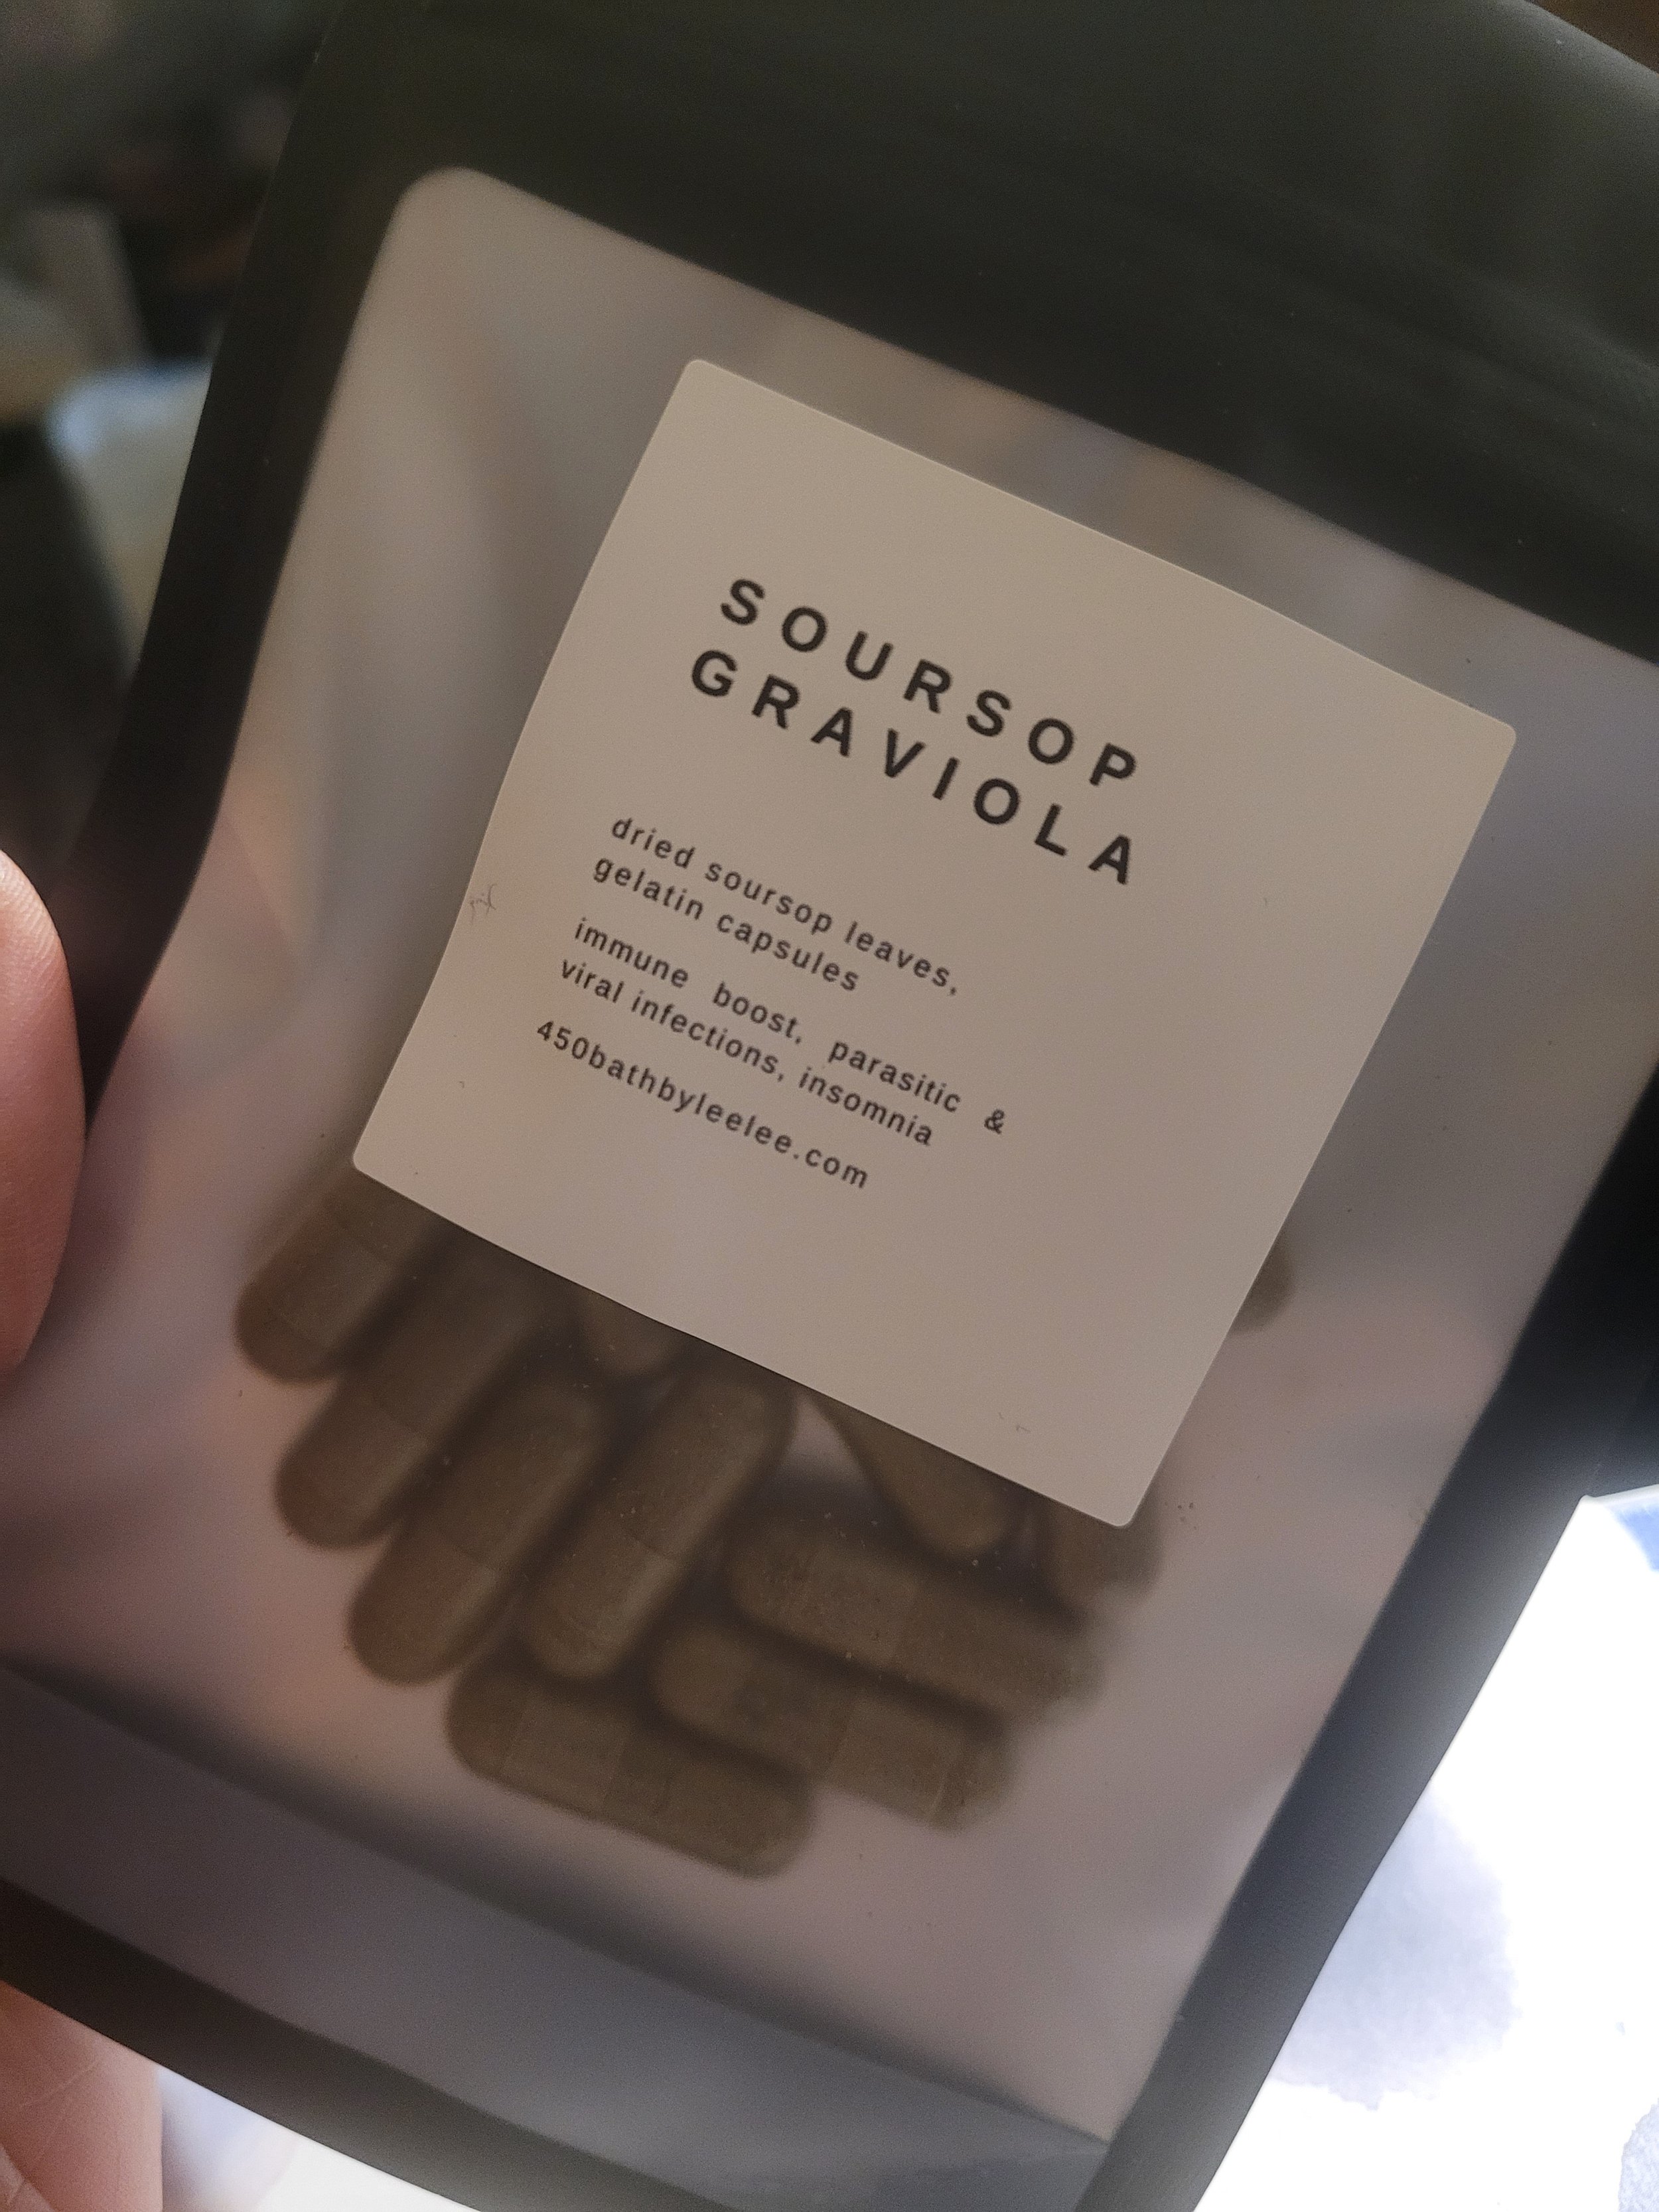 SOURSOP
GRAVIOLA
dried soursop leaves,
gelatin capsules
immune boost, parasitic &
viral infections, insomnia
450bathbyleelee.com